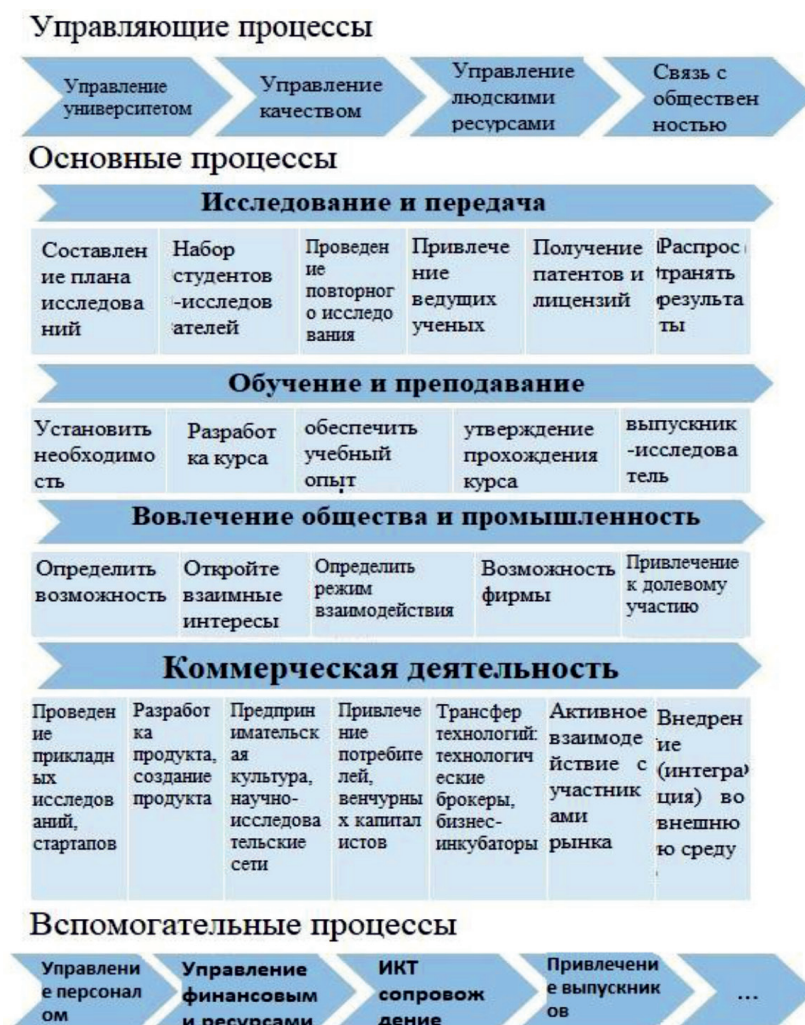 Управляющие процессы
Управление
университетом
Управление
качеством
Управление
людскими
ресурсами
Связь с
обществен
ностью
Основные процессы
Исследование и передача
Составлен
ие плана
исследова
ний
Набор
студентов
-исследов
ателей
Проведен
ие
повторног
о исследо
вания
Привлече
ние
ведущих
ученых
Получение
патентов и
лицензий
Распрос
транять
результа
ты
Обучение и преподавание
Установить
необходимо
сть
Разработ
ка курса
обеспечить
учебный
опыт
утверждение
прохождения
курса
выпускник
-исследова
тель
Вовлечение общества и промышленность
Определить
возможность
Откройте
взаимные
интересы
Определить
режим
взаимодействия
Возможность
фирмы
Привлечение
к долевому
участию
Коммерческая деятельность
Проведен
ие
прикладн
ых
исследов
аний,
стартапов
Разработ
ка
продукта,
создание
продукта
Предприн
имательск
ая
культура,
научно-
исследова
тельские
сети
Привлече
ние
потребите
лей,
венчурны
х капитал
истов
Трансфер
технологий:
технологич
еские
брокеры,
бизнес-
инкубаторы
Активное
взаимоде
йствие с
участник
ами
рынка
Внедрен
ие
(интегра
ция) во
внешню
ю среду
Вспомогательные процессы
Управлени
е персонал
ом
Управление
финансовым
и ресурсами
ИКТ
сопровож
дение
Привлечени
е выпускник
ов
...